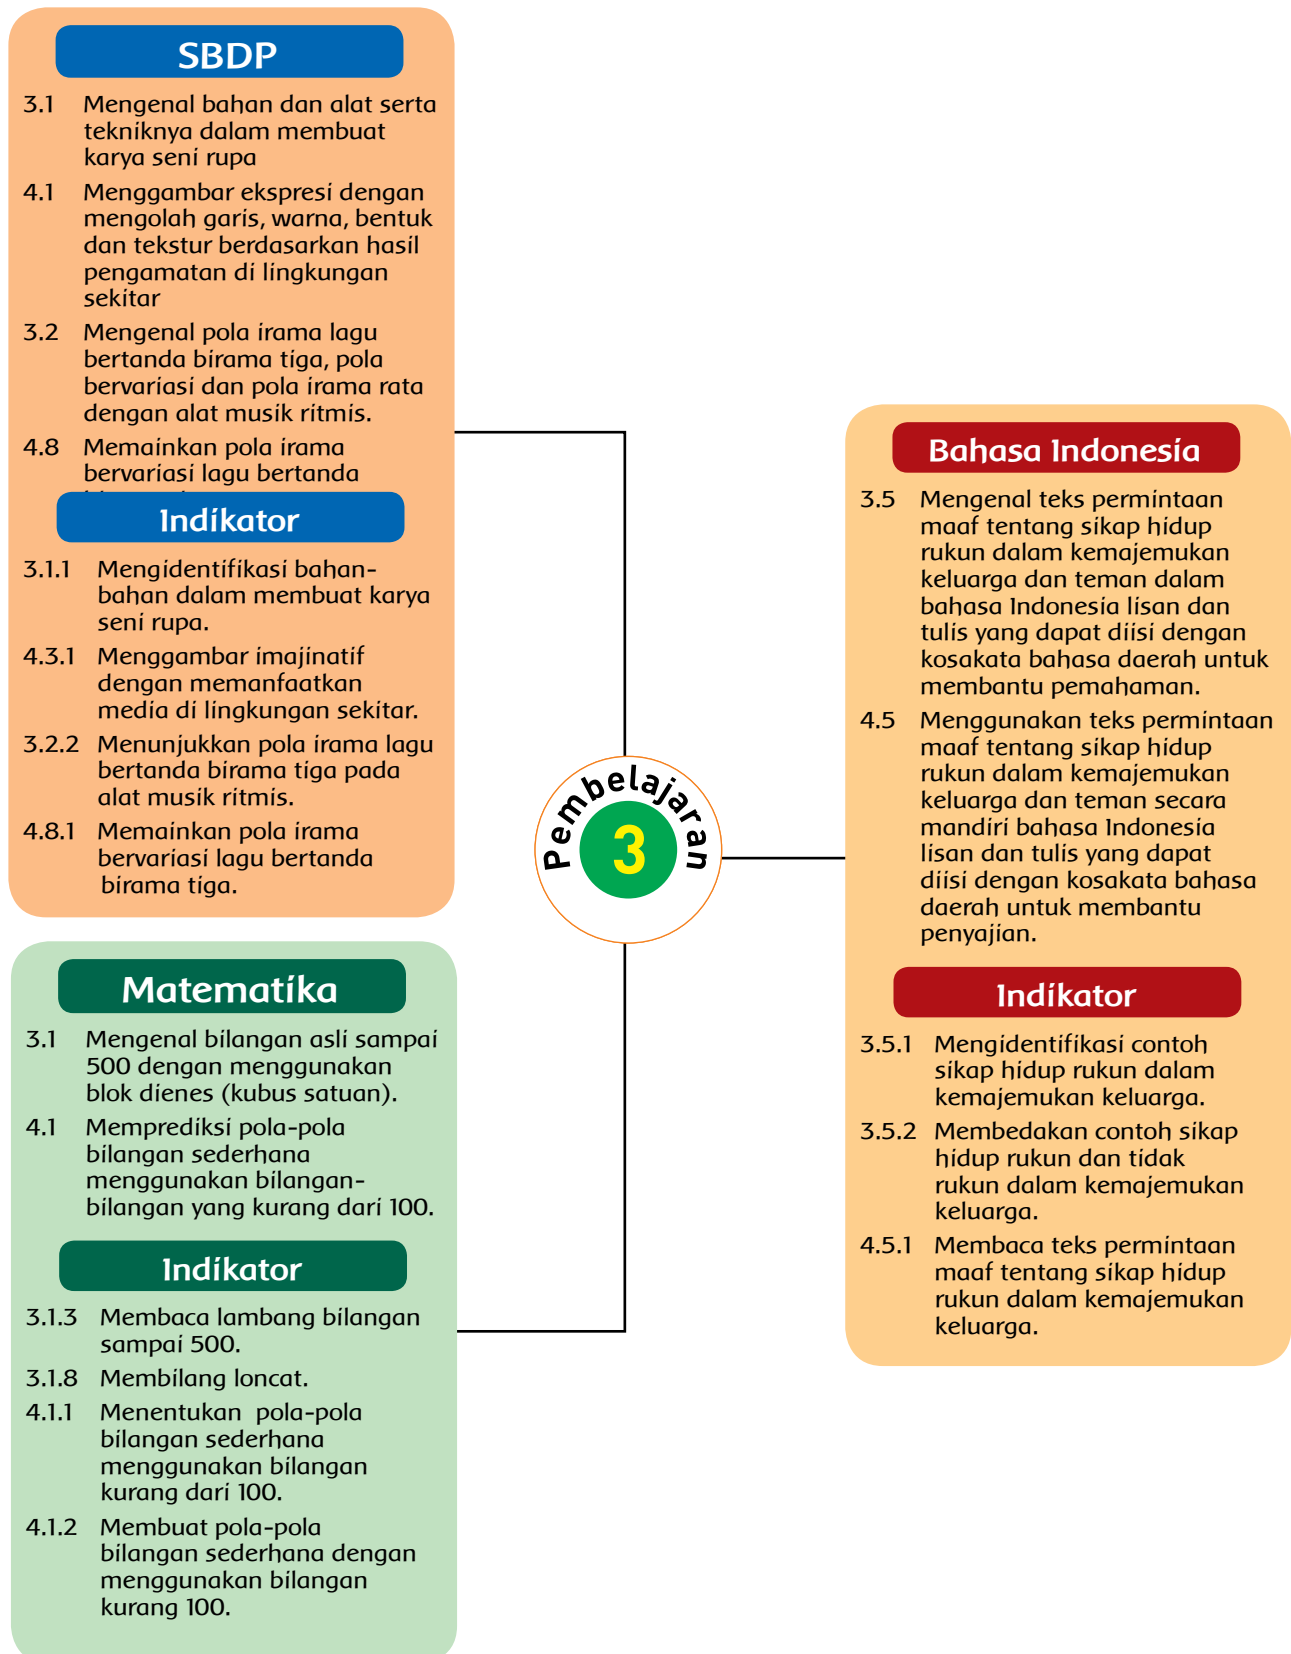 SBDP
3.1 Mengenal bahan dan alat serta
tekniknya dalam membuat
karya seni rupa
4.1 Menggambar ekspresi dengan
mengolah garis, warna, bentuk
dan tekstur berdasarkan hasil
pengamatan di lingkungan
sekitar
3.2 Mengenal pola irama lagu
bertanda birama tiga, pola
bervariasi dan pola irama rata
dengan alat musik ritmis.
4.8 Memainkan pola irama
bervariasi lagu bertanda
Indikator
3.1.1 Mengidentifikasi bahan-
bahan dalam membuat karya
seni rupa.
4.3.1 Menggambar imajinatif
dengan memanfaatkan
media di lingkungan sekitar.
3.2.2 Menunjukkan pola irama lagu
bertanda birama tiga pada
alat musik ritmis.
4.8.1 Memainkan pola irama
bervariasi lagu bertanda
birama tiga.
Matematika
3.1 Mengenal bilangan asli sampai
500 dengan menggunakan
blok dienes (kubus satuan).
4.1 Memprediksi pola-pola
bilangan sederhana
menggunakan bilangan-
bilangan yang kurang dari 100.
Indikator
3.1.3 Membaca lambang bilangan
sampai 500.
3.1.8 Membilang loncat.
4.1.1 Menentukan pola-pola
bilangan sederhana
menggunakan bilangan
kurang dari 100.
4.1.2 Membuat pola-pola
bilangan sederhana dengan
menggunakan bilangan
kurang 100.
Pembelajaran
3
Bahasa Indonesia
3.5 Mengenal teks permintaan
maaf tentang sikap hidup
rukun dalam kemajemukan
keluarga dan teman dalam
bahasa Indonesia lisan dan
tulis yang dapat diisi dengan
kosakata bahasa daerah untuk
membantu pemahaman.
4.5 Menggunakan teks permintaan
maaf tentang sikap hidup
rukun dalam kemajemukan
keluarga dan teman secara
mandiri bahasa Indonesia
lisan dan tulis yang dapat
diisi dengan kosakata bahasa
daerah untuk membantu
penyajian.
Indikator
3.5.1 Mengidentifikasi contoh
sikap hidup rukun dalam
kemajemukan keluarga.
3.5.2 Membedakan contoh sikap
hidup rukun dan tidak
rukun dalam kemajemukan
keluarga.
4.5.1 Membaca teks permintaan
maaf tentang sikap hidup
rukun dalam kemajemukan
keluarga.